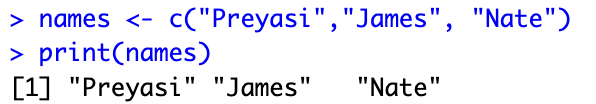 > names <- c("Preyasi","James", "Nate")
> print(names)
[1] "Preyasi" "James"   "Nate"